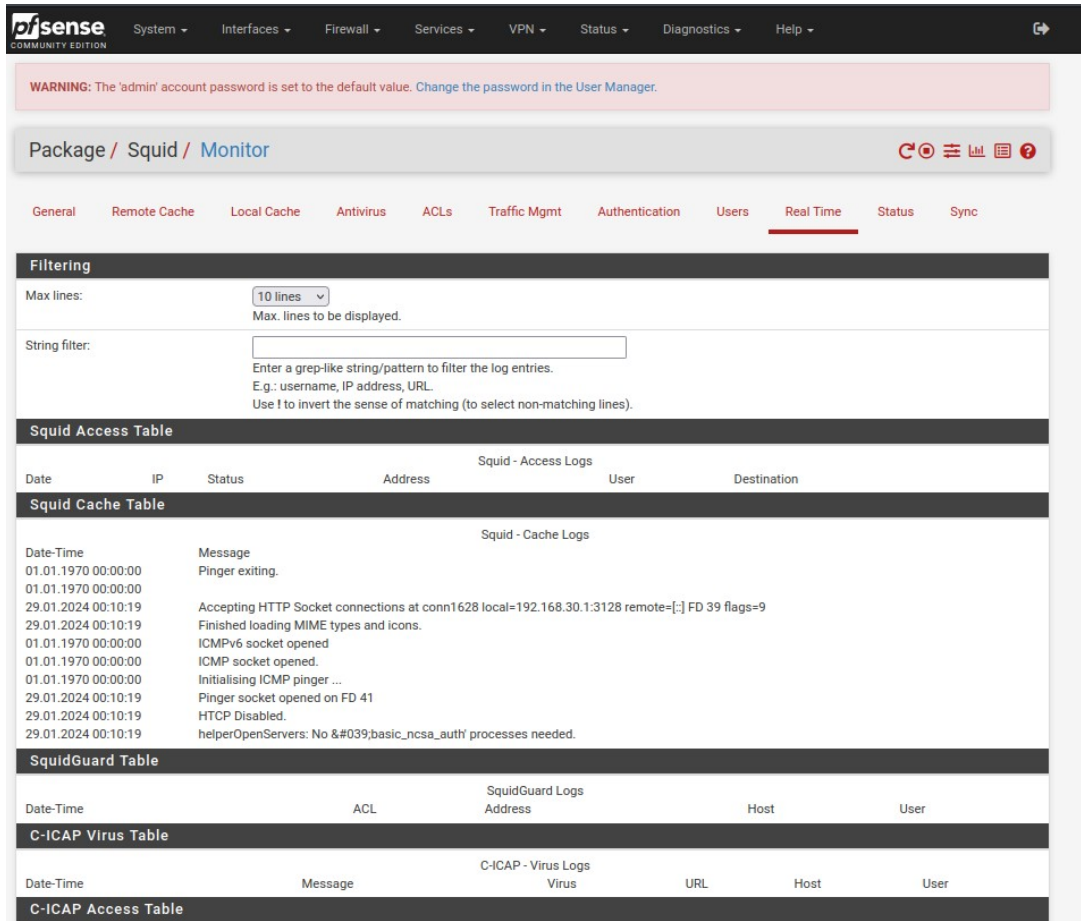 pfsense System Interfaces Firewall Services VPN Status Diagnostics Help
COMMUNITY EDITION
WARNING: The 'admin' account password is set to the default value. Change the password in the User Manager.
Package / Squid / Monitor
General Remote Cache Local Cache Antivirus ACLs Traffic Mgmt Authentication Users Real Time Status Sync
Filtering
Max lines: 10 lines
Max. lines to be displayed.
String filter:
Enter a grep-like string/pattern to filter the log entries.
E.g.: username, IP address, URL.
Use ! to invert the sense of matching (to select non-matching lines).
Squid Access Table
Squid - Access Logs
Date IP Status Address User Destination
Squid Cache Table
Squid - Cache Logs
Date-Time Message
01.01.1970 00:00:00 Pinger exiting.
01.01.1970 00:00:00
29.01.2024 00:10:19 Accepting HTTP Socket connections at conn1628 local=192.168.30.1:3128 remote=[::] FD 39 flags=9
29.01.2024 00:10:19 Finished loading MIME types and icons.
01.01.1970 00:00:00 ICMPv6 socket opened
01.01.1970 00:00:00 ICMP socket opened.
01.01.1970 00:00:00 Initialising ICMP pinger ...
29.01.2024 00:10:19 Pinger socket opened on FD 41
29.01.2024 00:10:19 HTCP Disabled.
29.01.2024 00:10:19 helperOpenServers: No &#039;basic_ncsa_auth' processes needed.
SquidGuard Table
SquidGuard Logs
Date-Time ACL Address Host User
C-ICAP Virus Table
C-ICAP - Virus Logs
Date-Time Message Virus URL Host User
C-ICAP Access Table